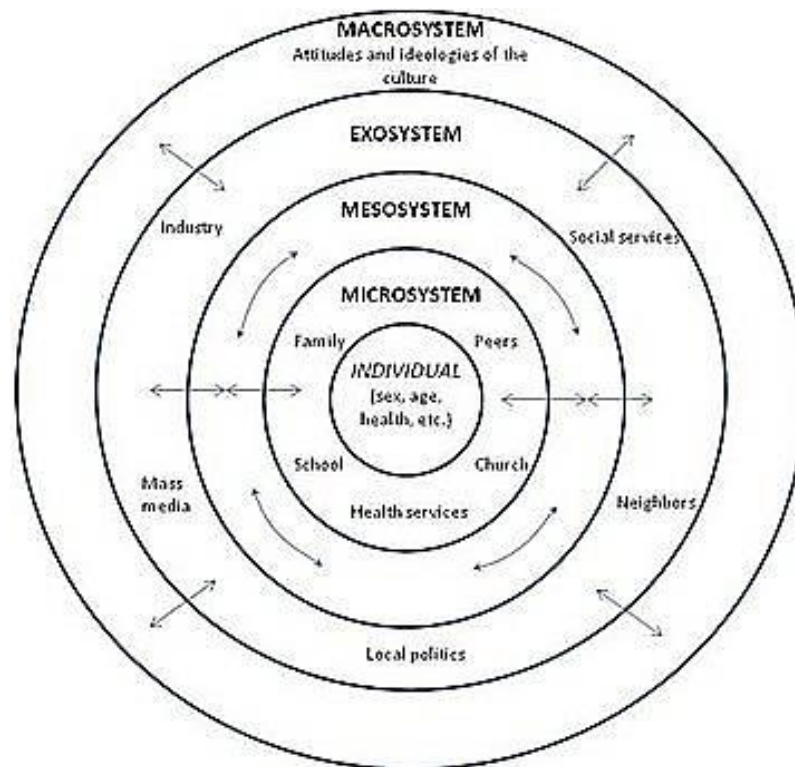 MACROSYSTEM
Attitudes and ideologies of the
culture
EXOSYSTEM
MESOSYSTEM
Industry
Social services
MICROSYSTEM
Family
Peers
INDIVIDUAL
(sex, age,
health, etc.)
School
Church
Mass
media
Health services
Neighbors
Local politics